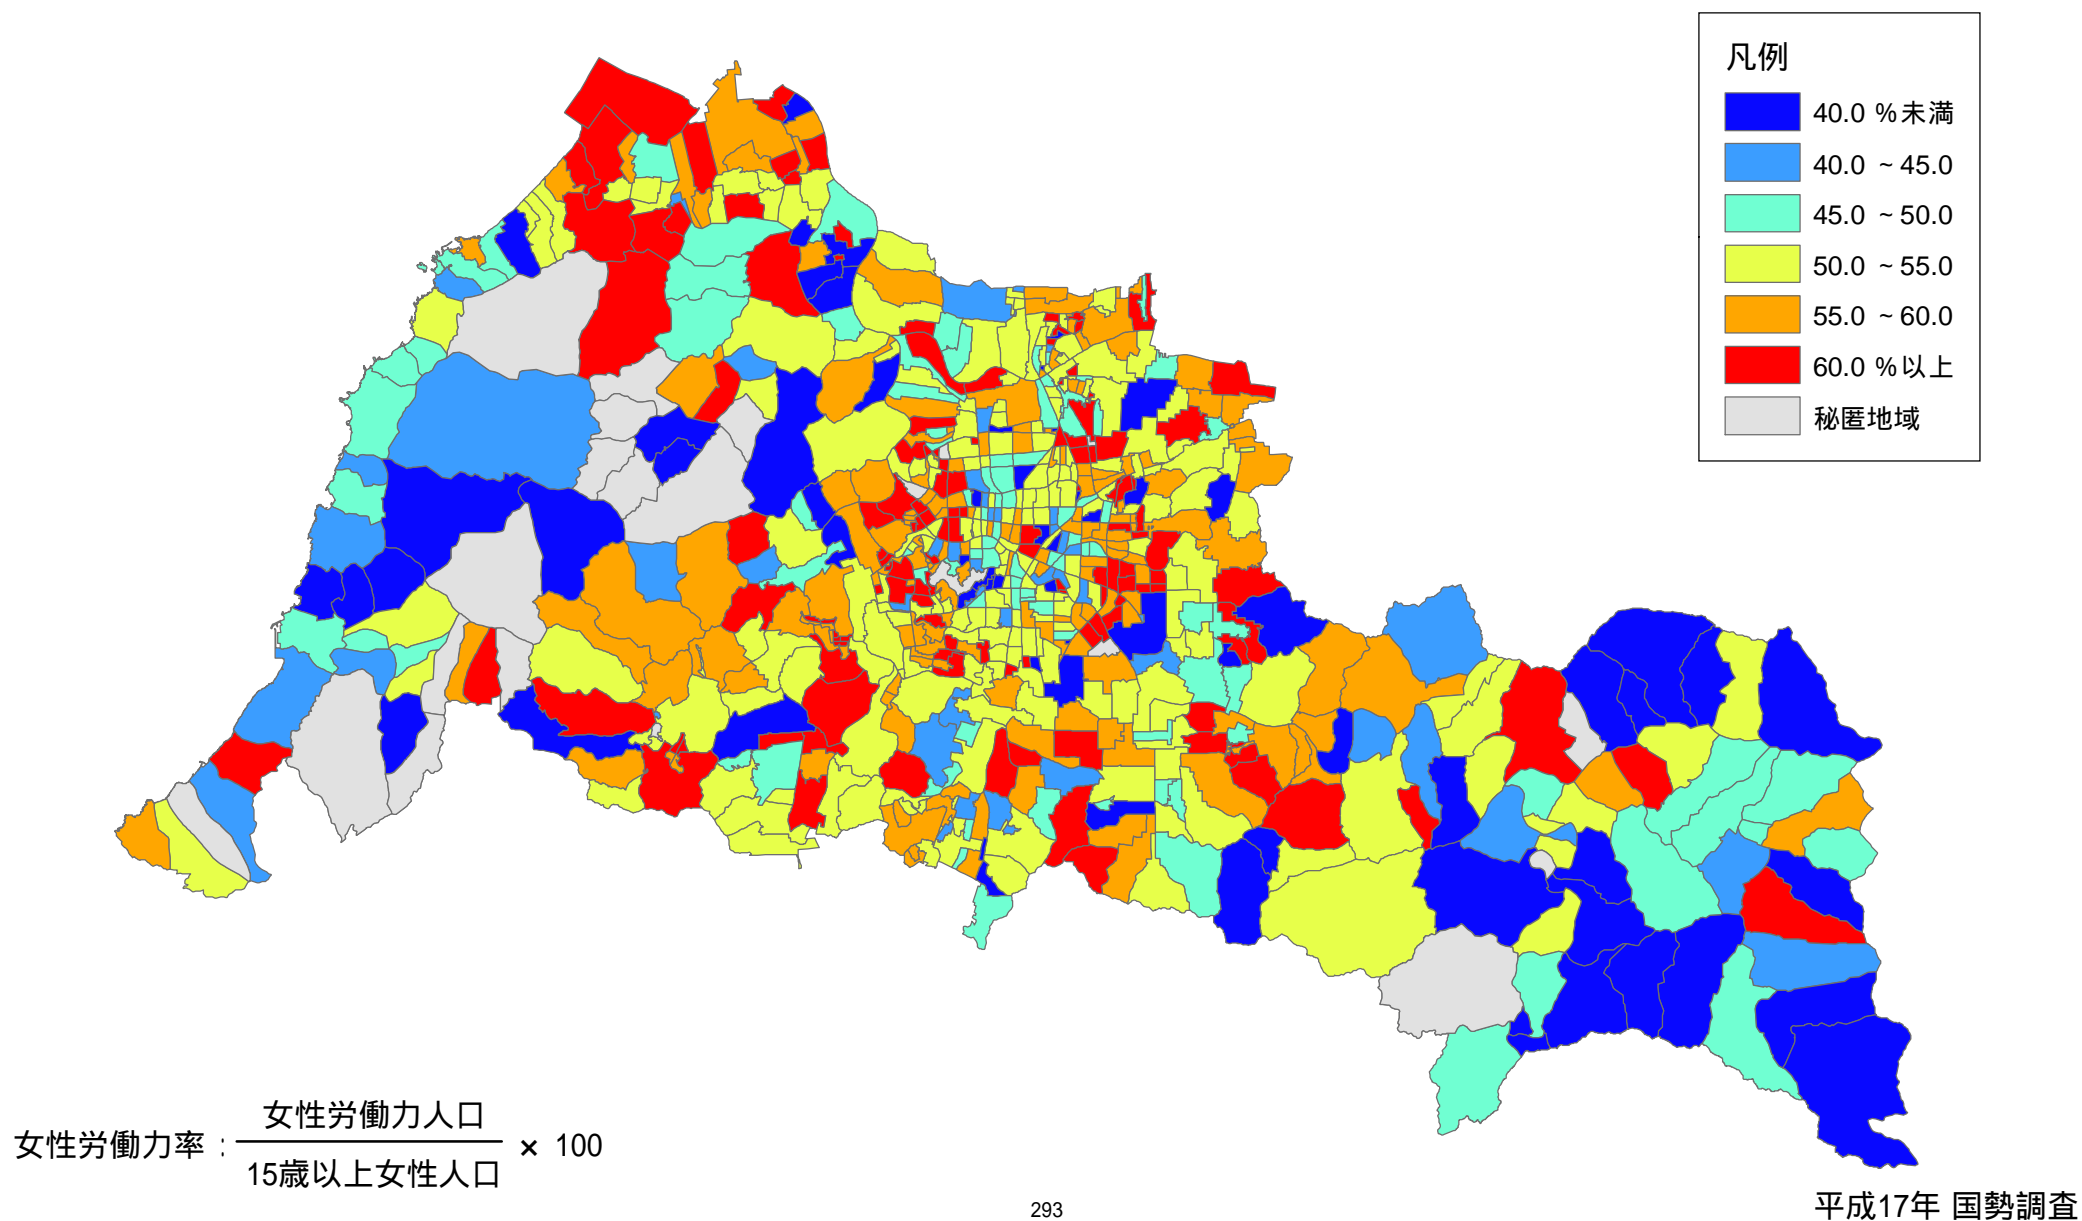 凡例
40.0 %未満
40.0 ~ 45.0
45.0 ~ 50.0
50.0 ~ 55.0
55.0 ~ 60.0
60.0 %以上
秘匿地域
女性労働力率 : 女性労働力人口
15歳以上女性人口
× 100
293
平成17年 国勢調査